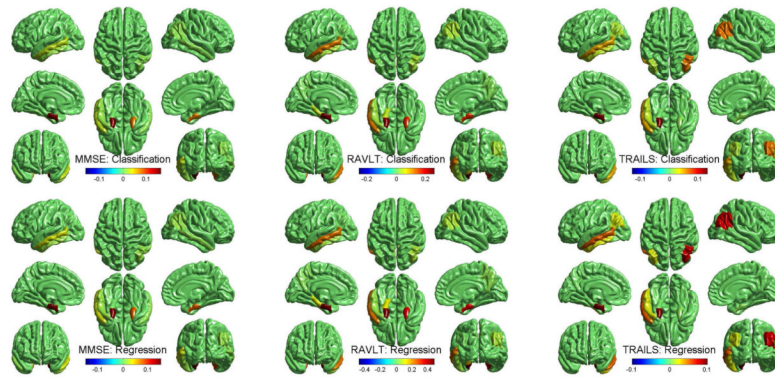 MMSE: Classification
-0.1 0 0.1
RAVLT: Classification
-0.2 0 0.2
TRAILS: Classification
-0.1 0 0.1
MMSE: Regression
-0.1 0 0.1
RAVLT: Regression
-0.4 -0.2 0 0.2 0.4
TRAILS: Regression
-0.1 0 0.1